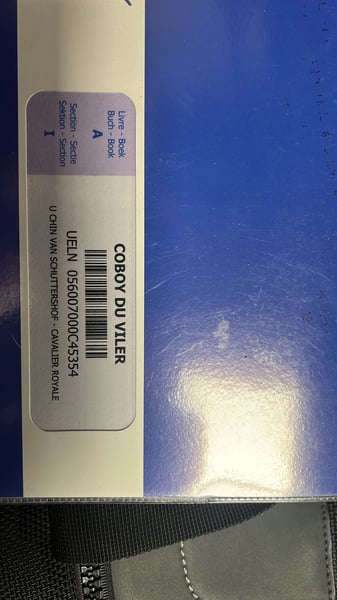 Livre - Boek
Buch - Book
A
Section - Sectie
Sektion - Section
I
COBOY DU VILER
UELN 056007000C45354
U CHIN VAN SCHUTTERSHOF - CAVALIER ROYALE